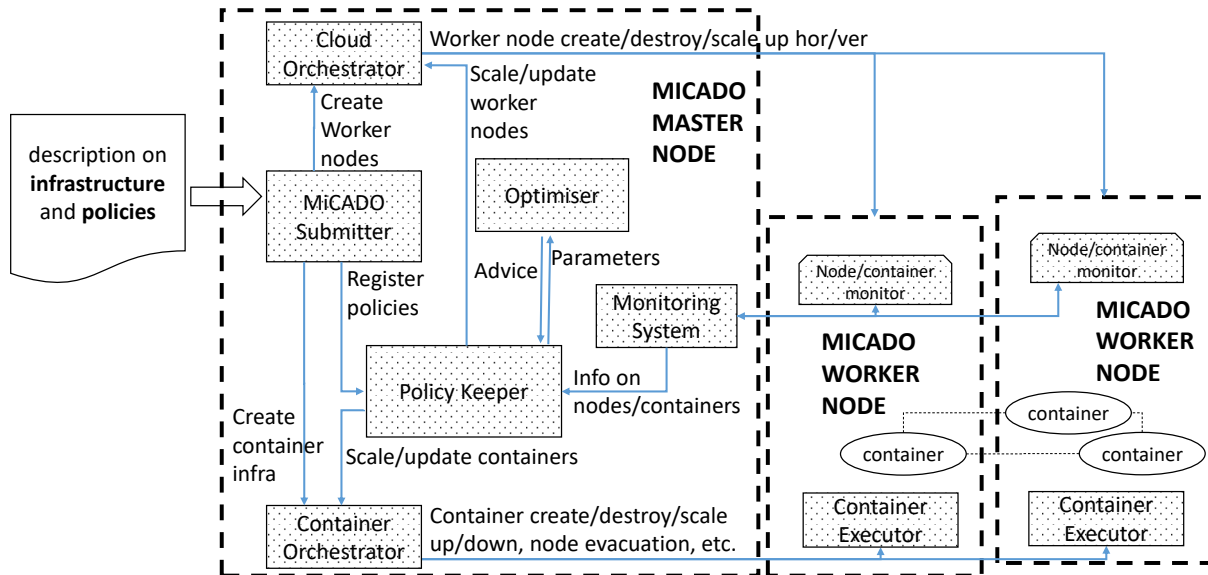 Cloud
Orchestrator
Worker node create/destroy/scale up hor/ver
Scale/update
worker
nodes
MICADO
MASTER
NODE
Create
Worker
nodes
description on
infrastructure
and policies
MiCADO
Submitter
Optimiser
Register
policies
Advice
Parameters
Monitoring
System
Node/container
monitor
Node/container
monitor
MICADO
WORKER
NODE
MICADO
WORKER
NODE
Policy Keeper
Info on
nodes/containers
Create
container
infra
Scale/update containers
container
container
container
Container
Orchestrator
Container create/destroy/scale
up/down, node evacuation, etc.
Container
Executor
Container
Executor